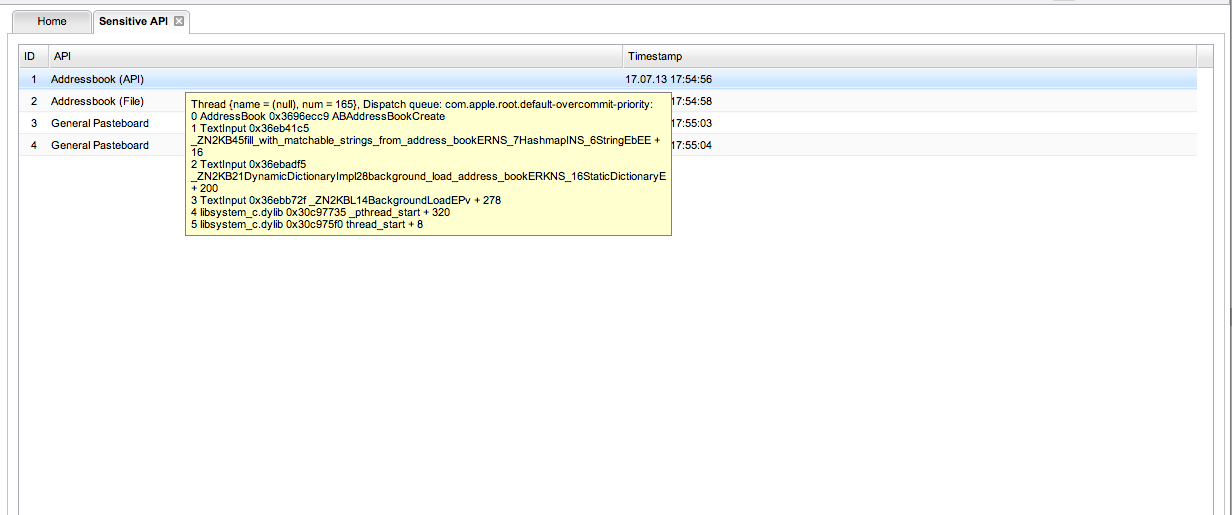 Home Sensitive API
ID API Timestamp
1 Addressbook (API) 17.07.13 17:54:56
2 Addressbook (File) 17:54:58
3 General Pasteboard 17:55:03
4 General Pasteboard 17:55:04
Thread {name = (null), num = 165}, Dispatch queue: com.apple.root.default-overcommit-priority:
0 AddressBook 0x3696ecc9 ABAddressBookCreate
1 TextInput 0x36eb41c5
_ZN2KB45fill_with_matchable_strings_from_address_bookERNS_7HashmapINS_6StringEbEE +
16
2 TextInput 0x36ebadf5
_ZN2KB21DynamicDictionaryImpl28background_load_address_bookERKNS_16StaticDictionaryE
+ 200
3 TextInput 0x36ebb72f _ZN2KBL14BackgroundLoadEPv + 278
4 libsystem_c.dylib 0x30c97735 _pthread_start + 320
5 libsystem_c.dylib 0x30c975f0 thread_start + 8